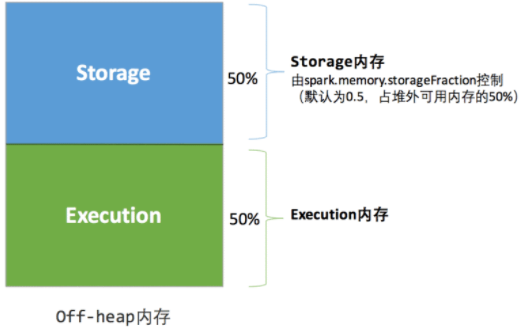 Storage
50%
Storage内存
由spark.memory.storageFraction控制
（默认为0.5，占堆外可用内存的50%）
Execution
50%
Execution内存
Off-heap内存